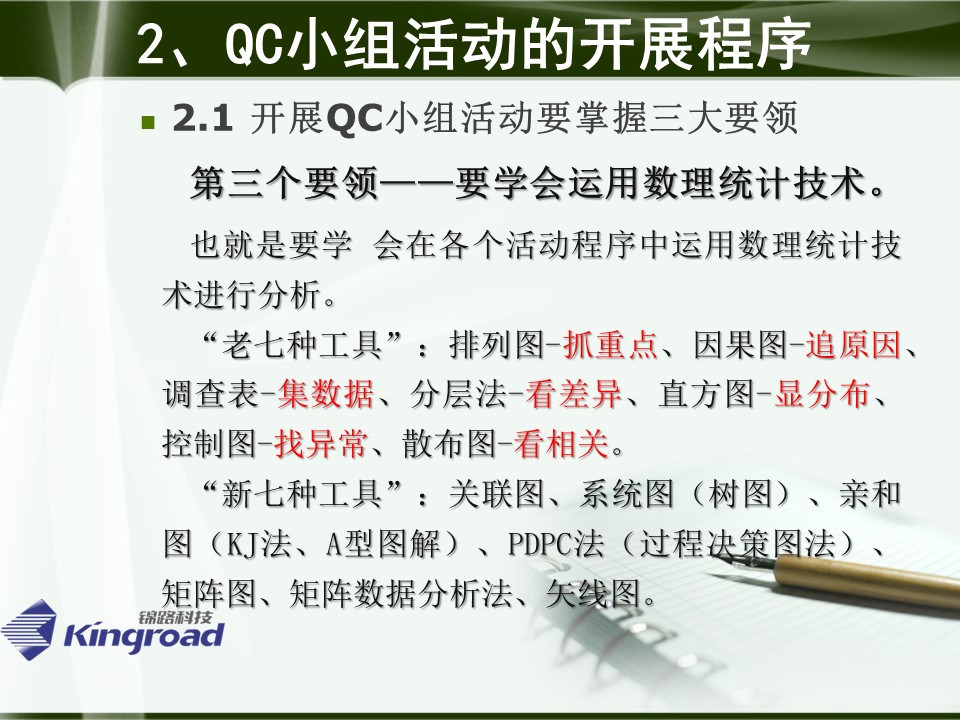 2、QC小组活动的开展程序
2.1 开展QC小组活动要掌握三大要领
第三个要领——要学会运用数理统计技术。
也就是要学 会在各个活动程序中运用数理统计技
术进行分析。
“老七种工具”：排列图-抓重点、因果图-追原因、
调查表-集数据、分层法-看差异、直方图-显分布、
控制图-找异常、散布图-看相关。
“新七种工具”：关联图、系统图（树图）、亲和
图（KJ法、A型图解）、PDPC法（过程决策图法）、
矩阵图、矩阵数据分析法、矢线图。
锦路科技
Kingroad